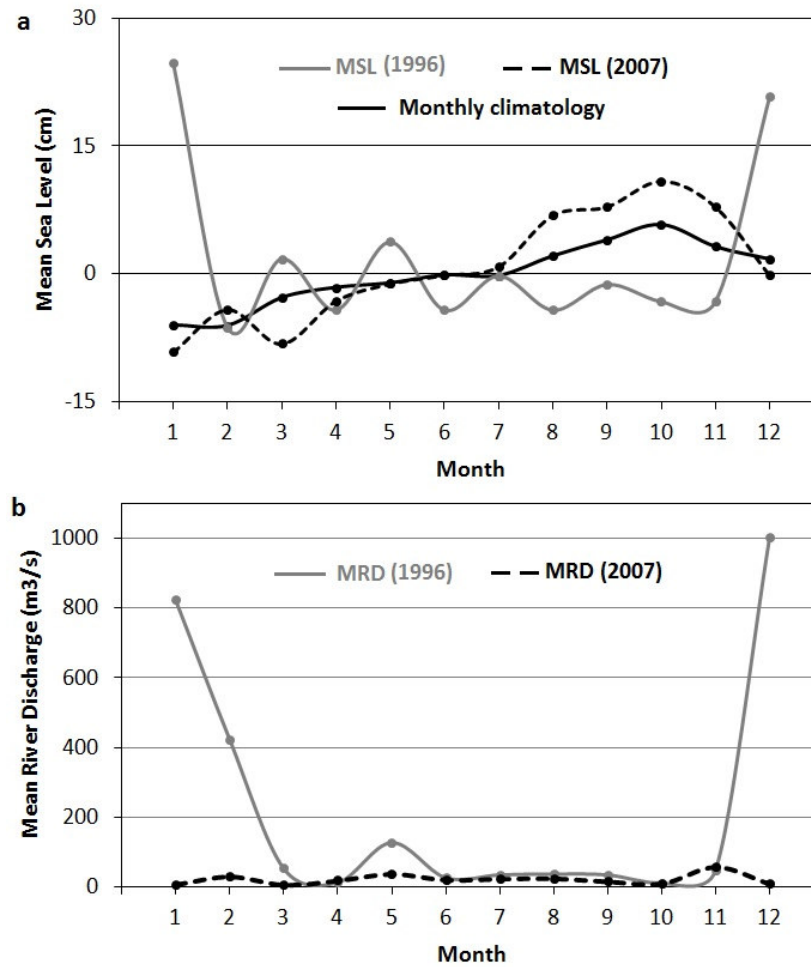 a
30
15
0
-15
Mean Sea Level (cm)
MSL (1996)
MSL (2007)
Monthly climatology
1 2 3 4 5 6 7 8 9 10 11 12
Month
b
1000
800
600
400
200
0
Mean River Discharge (m3/s)
MRD (1996)
MRD (2007)
1 2 3 4 5 6 7 8 9 10 11 12
Month